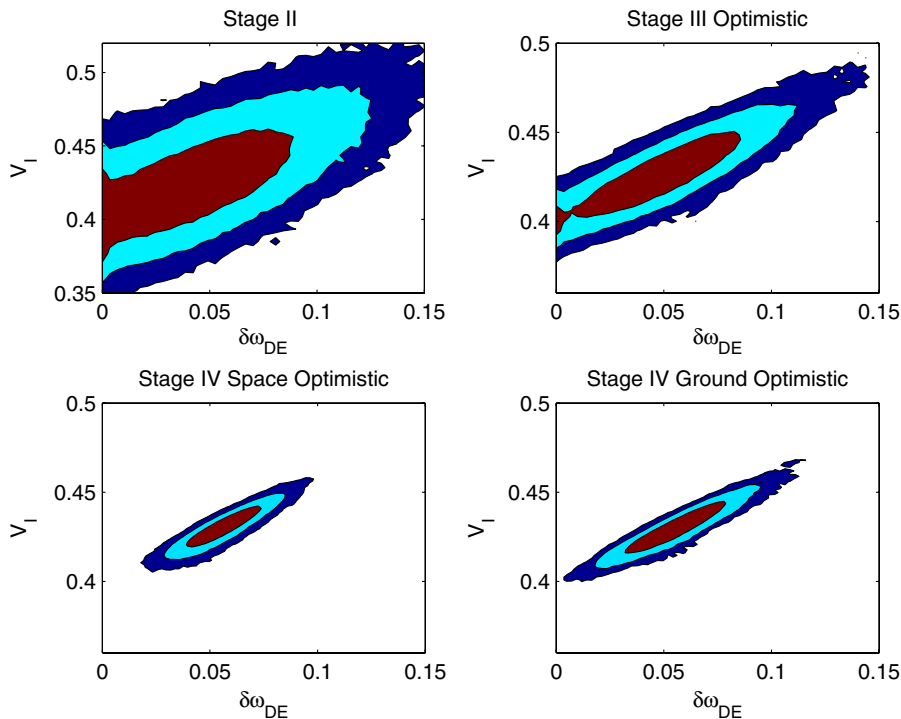 Stage II
Stage III Optimistic
0.5
0.45
0.4
0.35
V_I
0
0.05
0.1
0.15
δω_DE
0.5
0.45
0.4
V_I
0
0.05
0.1
0.15
δω_DE
Stage IV Space Optimistic
Stage IV Ground Optimistic
0.5
0.45
0.4
V_I
0
0.05
0.1
0.15
δω_DE
0.5
0.45
0.4
V_I
0
0.05
0.1
0.15
δω_DE